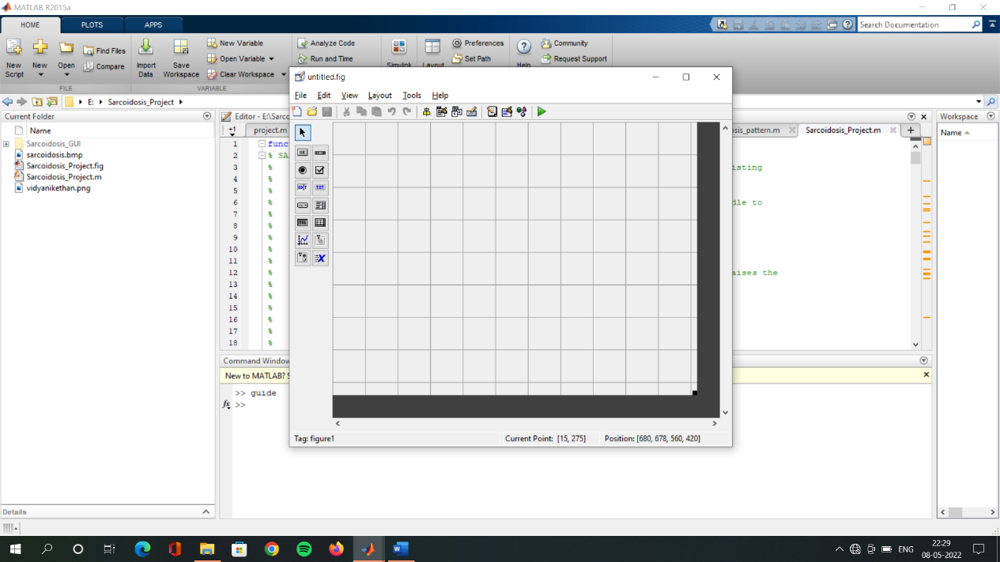 MATLAB R2015a
HOME PLOTS APPS
Search Documentation
New Script
New
Open
Find Files
Compare
Import Data
Save Workspace
New Variable
Open Variable
Clear Workspace
Analyze Code
Run and Time
Simulink
Layout
Preferences
Set Path
Help
Community
Request Support
FILE
VARIABLE
E: Sarcoidosis_Project
Current Folder
Name
Sarcoidosis_GUI
sarcoidosis.bmp
Sarcoidosis_Project.fig
Sarcoidosis_Project.m
vidyanikethan.png
Details
Editor - E:\Sarco
+1 project.m
osis_pattern.m Sarcoidosis_Project.m
1 func
2 % SA
3 % isting
4 %
5 %
6 % dle to
7 %
8 %
9 %
10 %
11 %
12 % aises the
13 %
14 %
15 %
16 %
17 %
18 %
Command Window
New to MATLAB? S
>> guide
fx >>
Workspace
Name
untitled.fig
File Edit View Layout Tools Help
OK
EDIT TXT
TGL
Tag: figure1
Current Point: [15, 275]
Position: [680, 678, 560, 420]
ENG
22:29
08-05-2022